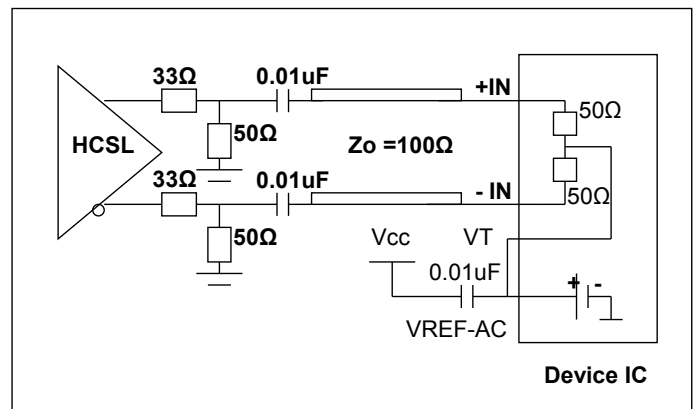 33Ω
0.01uF
+IN
50Ω
50Ω
HCSL
Zo =100Ω
33Ω
0.01uF
50Ω
- IN
50Ω
Vcc
VT
0.01uF
+ -
VREF-AC
Device IC